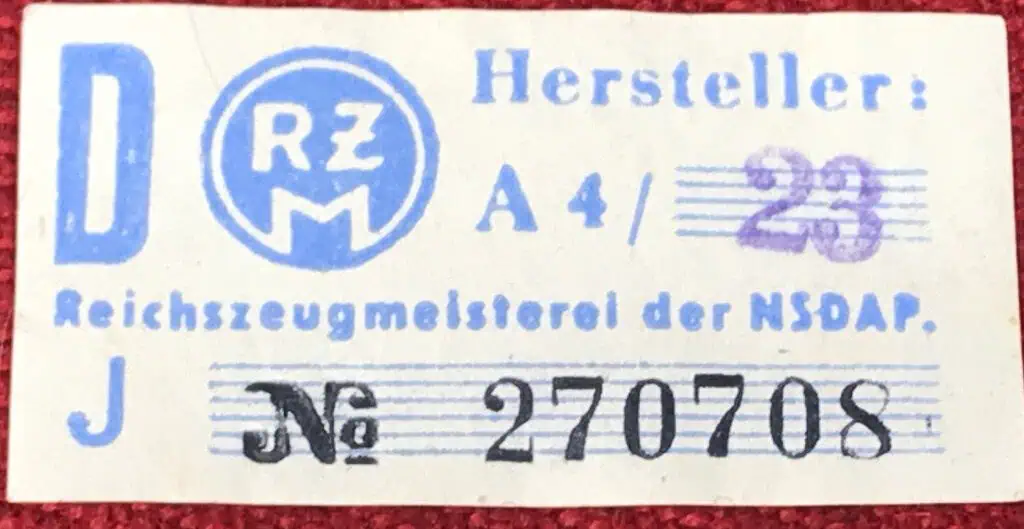 D RZM Hersteller:
A 4/ 23
Reichszeugmeisterei der NSDAP.
J № 270708